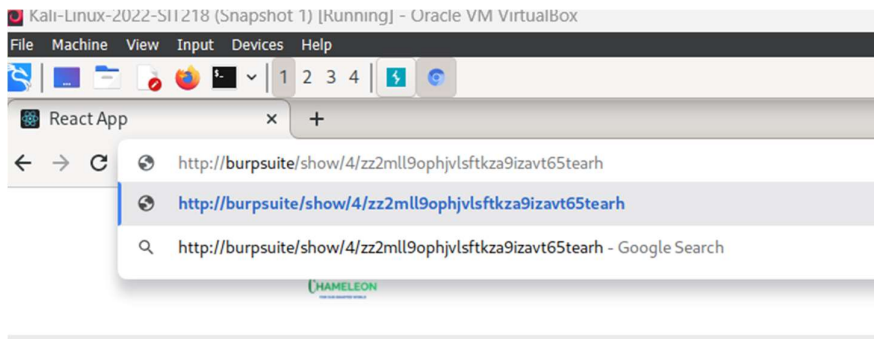 Kali-Linux-2022-SIT218 (Snapshot 1) [Running] - Oracle VM VirtualBox
File Machine View Input Devices Help
1 2 3 4
React App
http://burpsuite/show/4/zz2mll9ophjvlsftkza9izavt65tearh
http://burpsuite/show/4/zz2mll9ophjvlsftkza9izavt65tearh
http://burpsuite/show/4/zz2mll9ophjvlsftkza9izavt65tearh - Google Search
CHAMELEON